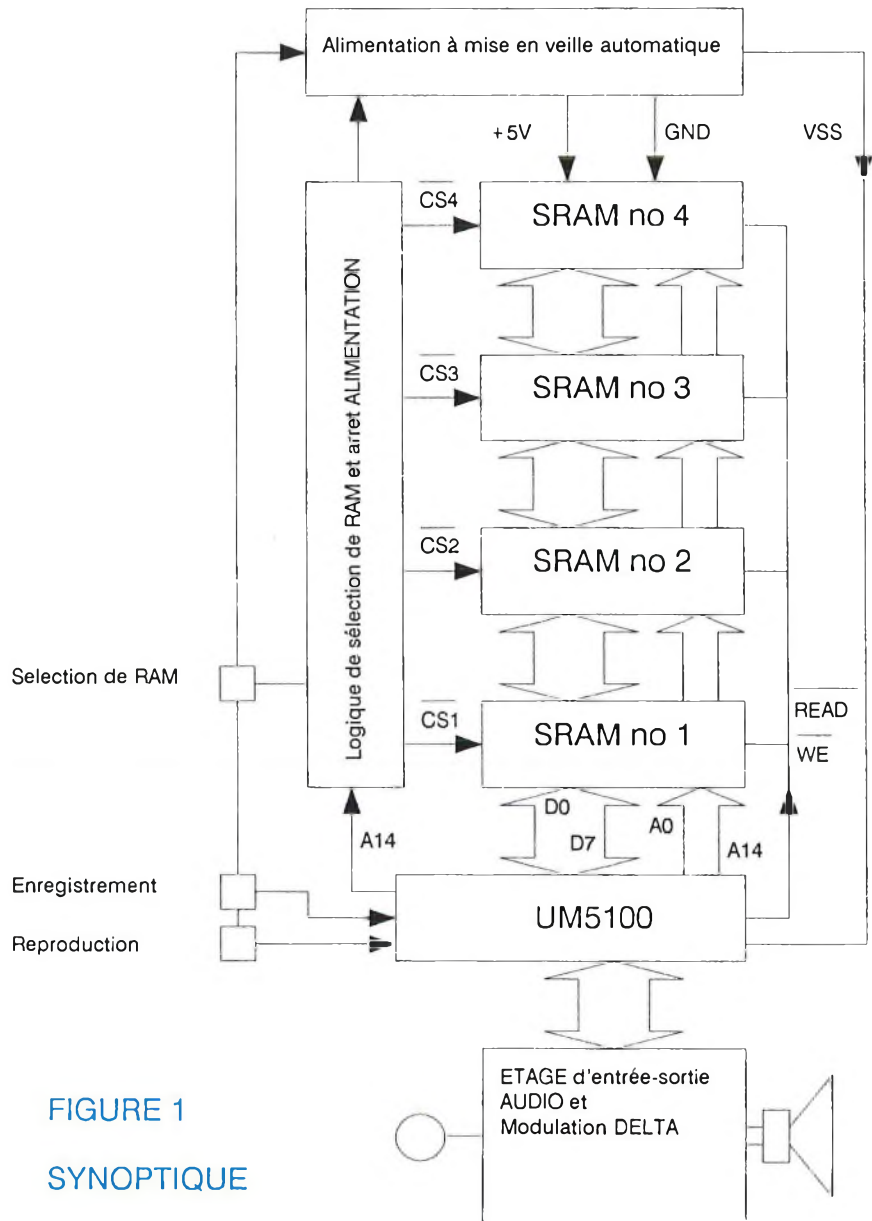 Alimentation à mise en veille automatique
+5V
GND
VSS
CS4
SRAM no 4
Logique de sélection de RAM et arret ALIMENTATION
CS3
SRAM no 3
CS2
SRAM no 2
Selection de RAM
CS1
SRAM no 1
READ
WE
D0
D7
A0
A14
A14
Enregistrement
UM5100
Reproduction
ETAGE d'entrée-sortie
AUDIO et
Modulation DELTA
FIGURE 1
SYNOPTIQUE